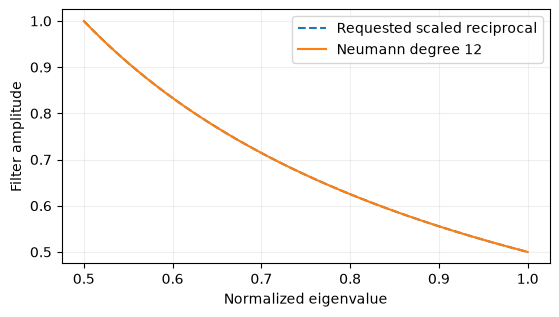 Requested scaled reciprocal
Neumann degree 12
Filter amplitude
1.0
0.9
0.8
0.7
0.6
0.5
0.5 0.6 0.7 0.8 0.9 1.0
Normalized eigenvalue